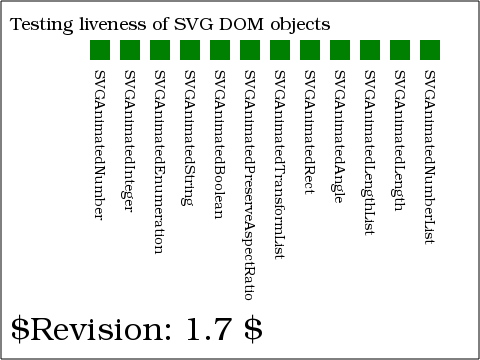 Testing liveness of SVG DOM objects
SVGAnimatedNumber
SVGAnimatedInteger
SVGAnimatedEnumeration
SVGAnimatedString
SVGAnimatedBoolean
SVGAnimatedPreserveAspectRatio
SVGAnimatedTransformList
SVGAnimatedRect
SVGAnimatedAngle
SVGAnimatedLengthList
SVGAnimatedLength
SVGAnimatedNumberList
$Revision: 1.7 $